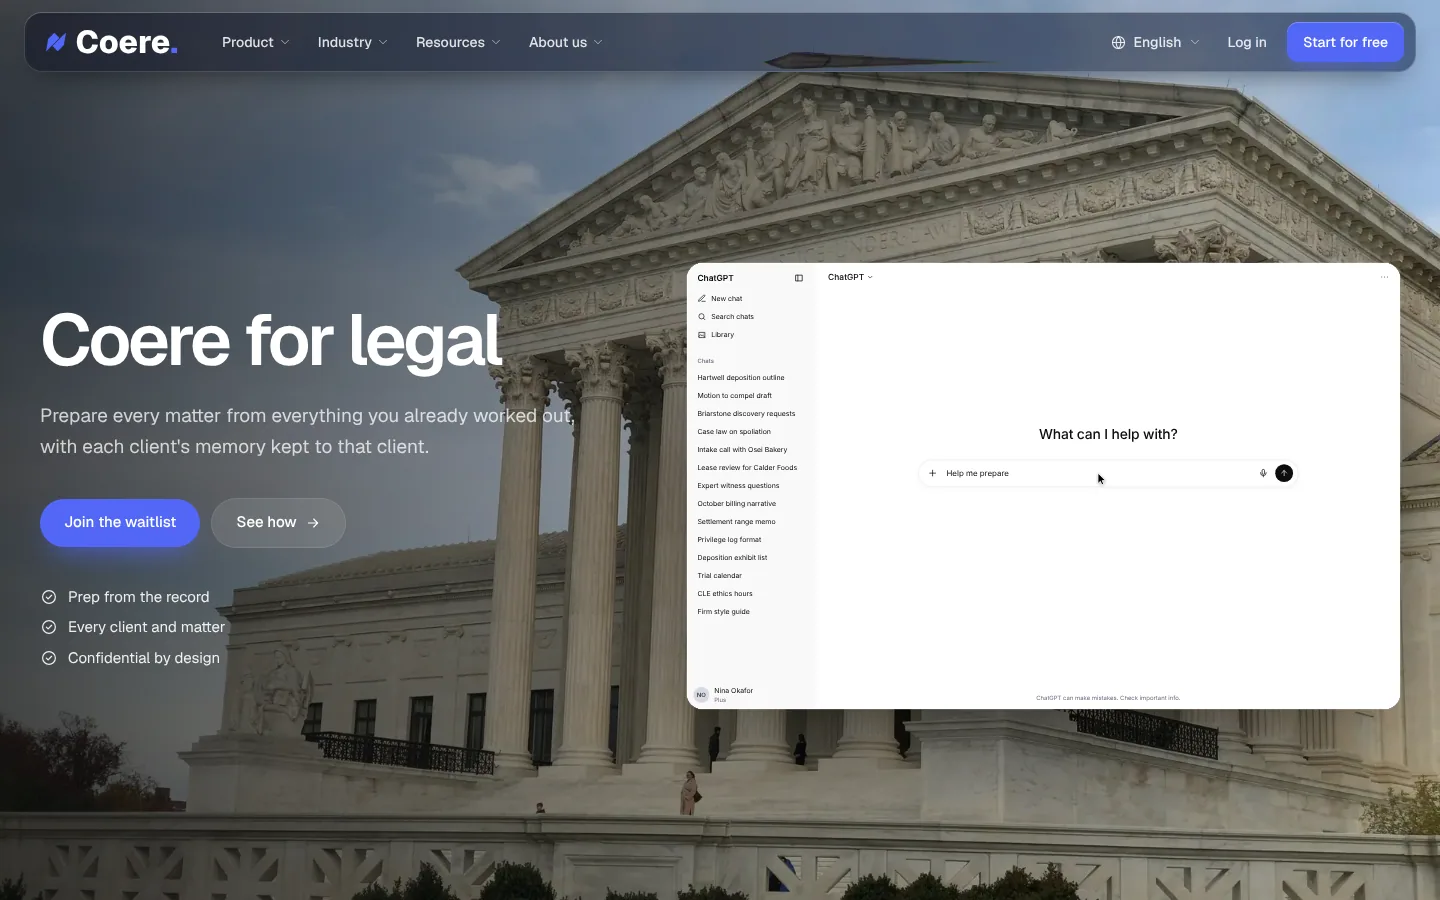 Coere.
Product
Industry
Resources
About us
English
Log in
Start for free
Coere for legal
Prepare every matter from everything you already worked out,
with each client's memory kept to that client.
Join the waitlist
See how
Prep from the record
Every client and matter
Confidential by design
ChatGPT
New chat
Search chats
Library
Chats
Hartwell deposition outline
Motion to compel draft
Briarstone discovery requests
Case law on spoliation
Intake call with Osei Bakery
Lease review for Calder Foods
Expert witness questions
October billing narrative
Settlement range memo
Privilege log format
Deposition exhibit list
Trial calendar
CLE ethics hours
Firm style guide
NO
Nina Okafor
Plus
ChatGPT
What can I help with?
Help me prepare
ChatGPT can make mistakes. Check important info.